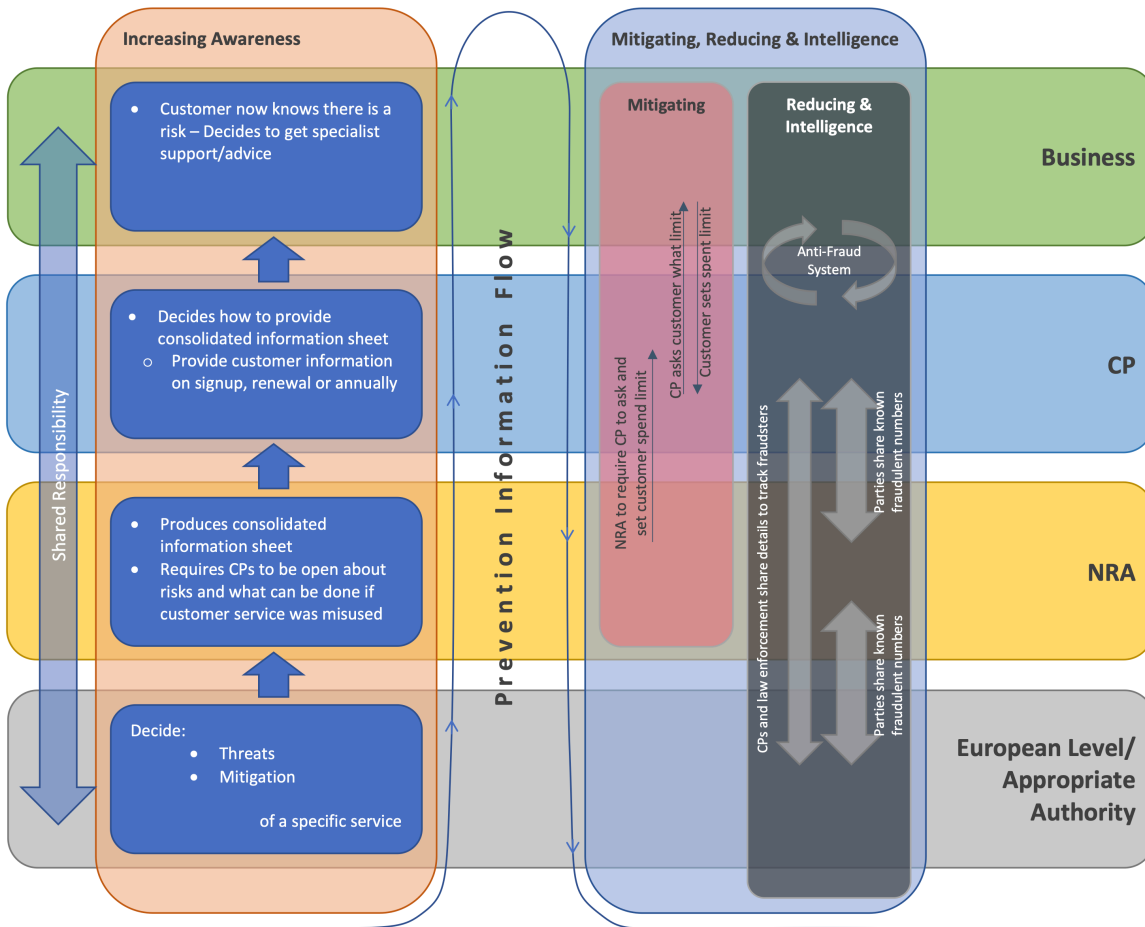 Increasing Awareness
Mitigating, Reducing & Intelligence
● Customer now knows there is a
risk – Decides to get specialist
support/advice
Mitigating
Reducing &
Intelligence
Business
CP asks customer what limit
Customer sets spent limit
Anti-Fraud
System
● Decides how to provide
consolidated information sheet
○ Provide customer information
on signup, renewal or annually
CP
Shared Responsibility
Prevention Information Flow
NRA to require CP to ask and
set customer spend limit
CPs and law enforcement share details to track fraudsters
Parties share known
fraudulent numbers
● Produces consolidated
information sheet
● Requires CPs to be open about
risks and what can be done if
customer service was misused
NRA
Parties share known
fraudulent numbers
Decide:
● Threats
● Mitigation
of a specific service
European Level/
Appropriate
Authority